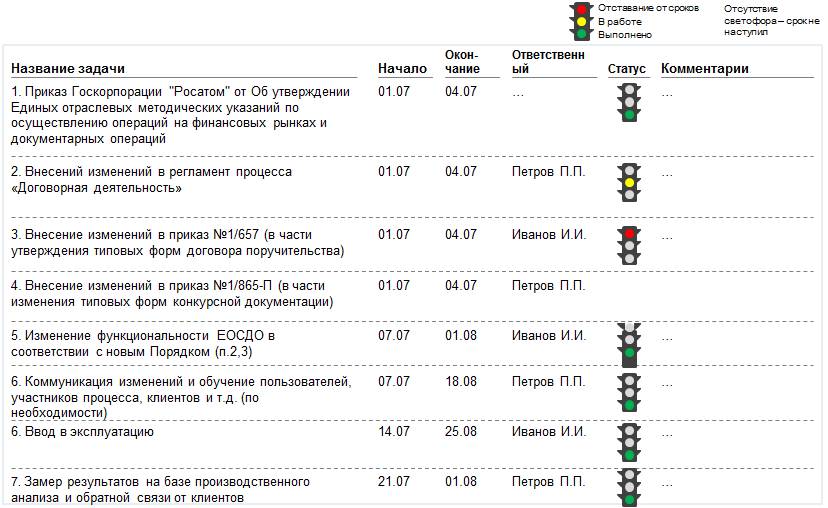 Отставание от сроков
В работе
Выполнено
Отсутствие
светофора – срок не
наступил
Название задачи
Начало
Окон-
чание
Ответственн
ый
Статус
Комментарии
1. Приказ Госкорпорации "Росатом" от Об утверждении
Единых отраслевых методических указаний по
осуществлению операций на финансовых рынках и
документарных операций
01.07
04.07
...
...
2. Внесений изменений в регламент процесса
«Договорная деятельность»
01.07
04.07
Петров П.П.
...
3. Внесение изменений в приказ №1/657 (в части
утверждения типовых форм договора поручительства)
01.07
04.07
Иванов И.И.
...
4. Внесение изменений в приказ №1/865-П (в части
изменения типовых форм конкурсной документации)
01.07
04.07
Петров П.П.
5. Изменение функциональности ЕОСДО в
соответствии с новым Порядком (п.2,3)
07.07
01.08
Иванов И.И.
...
6. Коммуникация изменений и обучение пользователей,
участников процесса, клиентов и т.д. (по
необходимости)
07.07
18.08
Петров П.П.
...
6. Ввод в эксплуатацию
14.07
25.08
Иванов И.И.
...
7. Замер результатов на базе производственного
анализа и обратной связи от клиентов
21.07
01.08
Петров П.П.
...